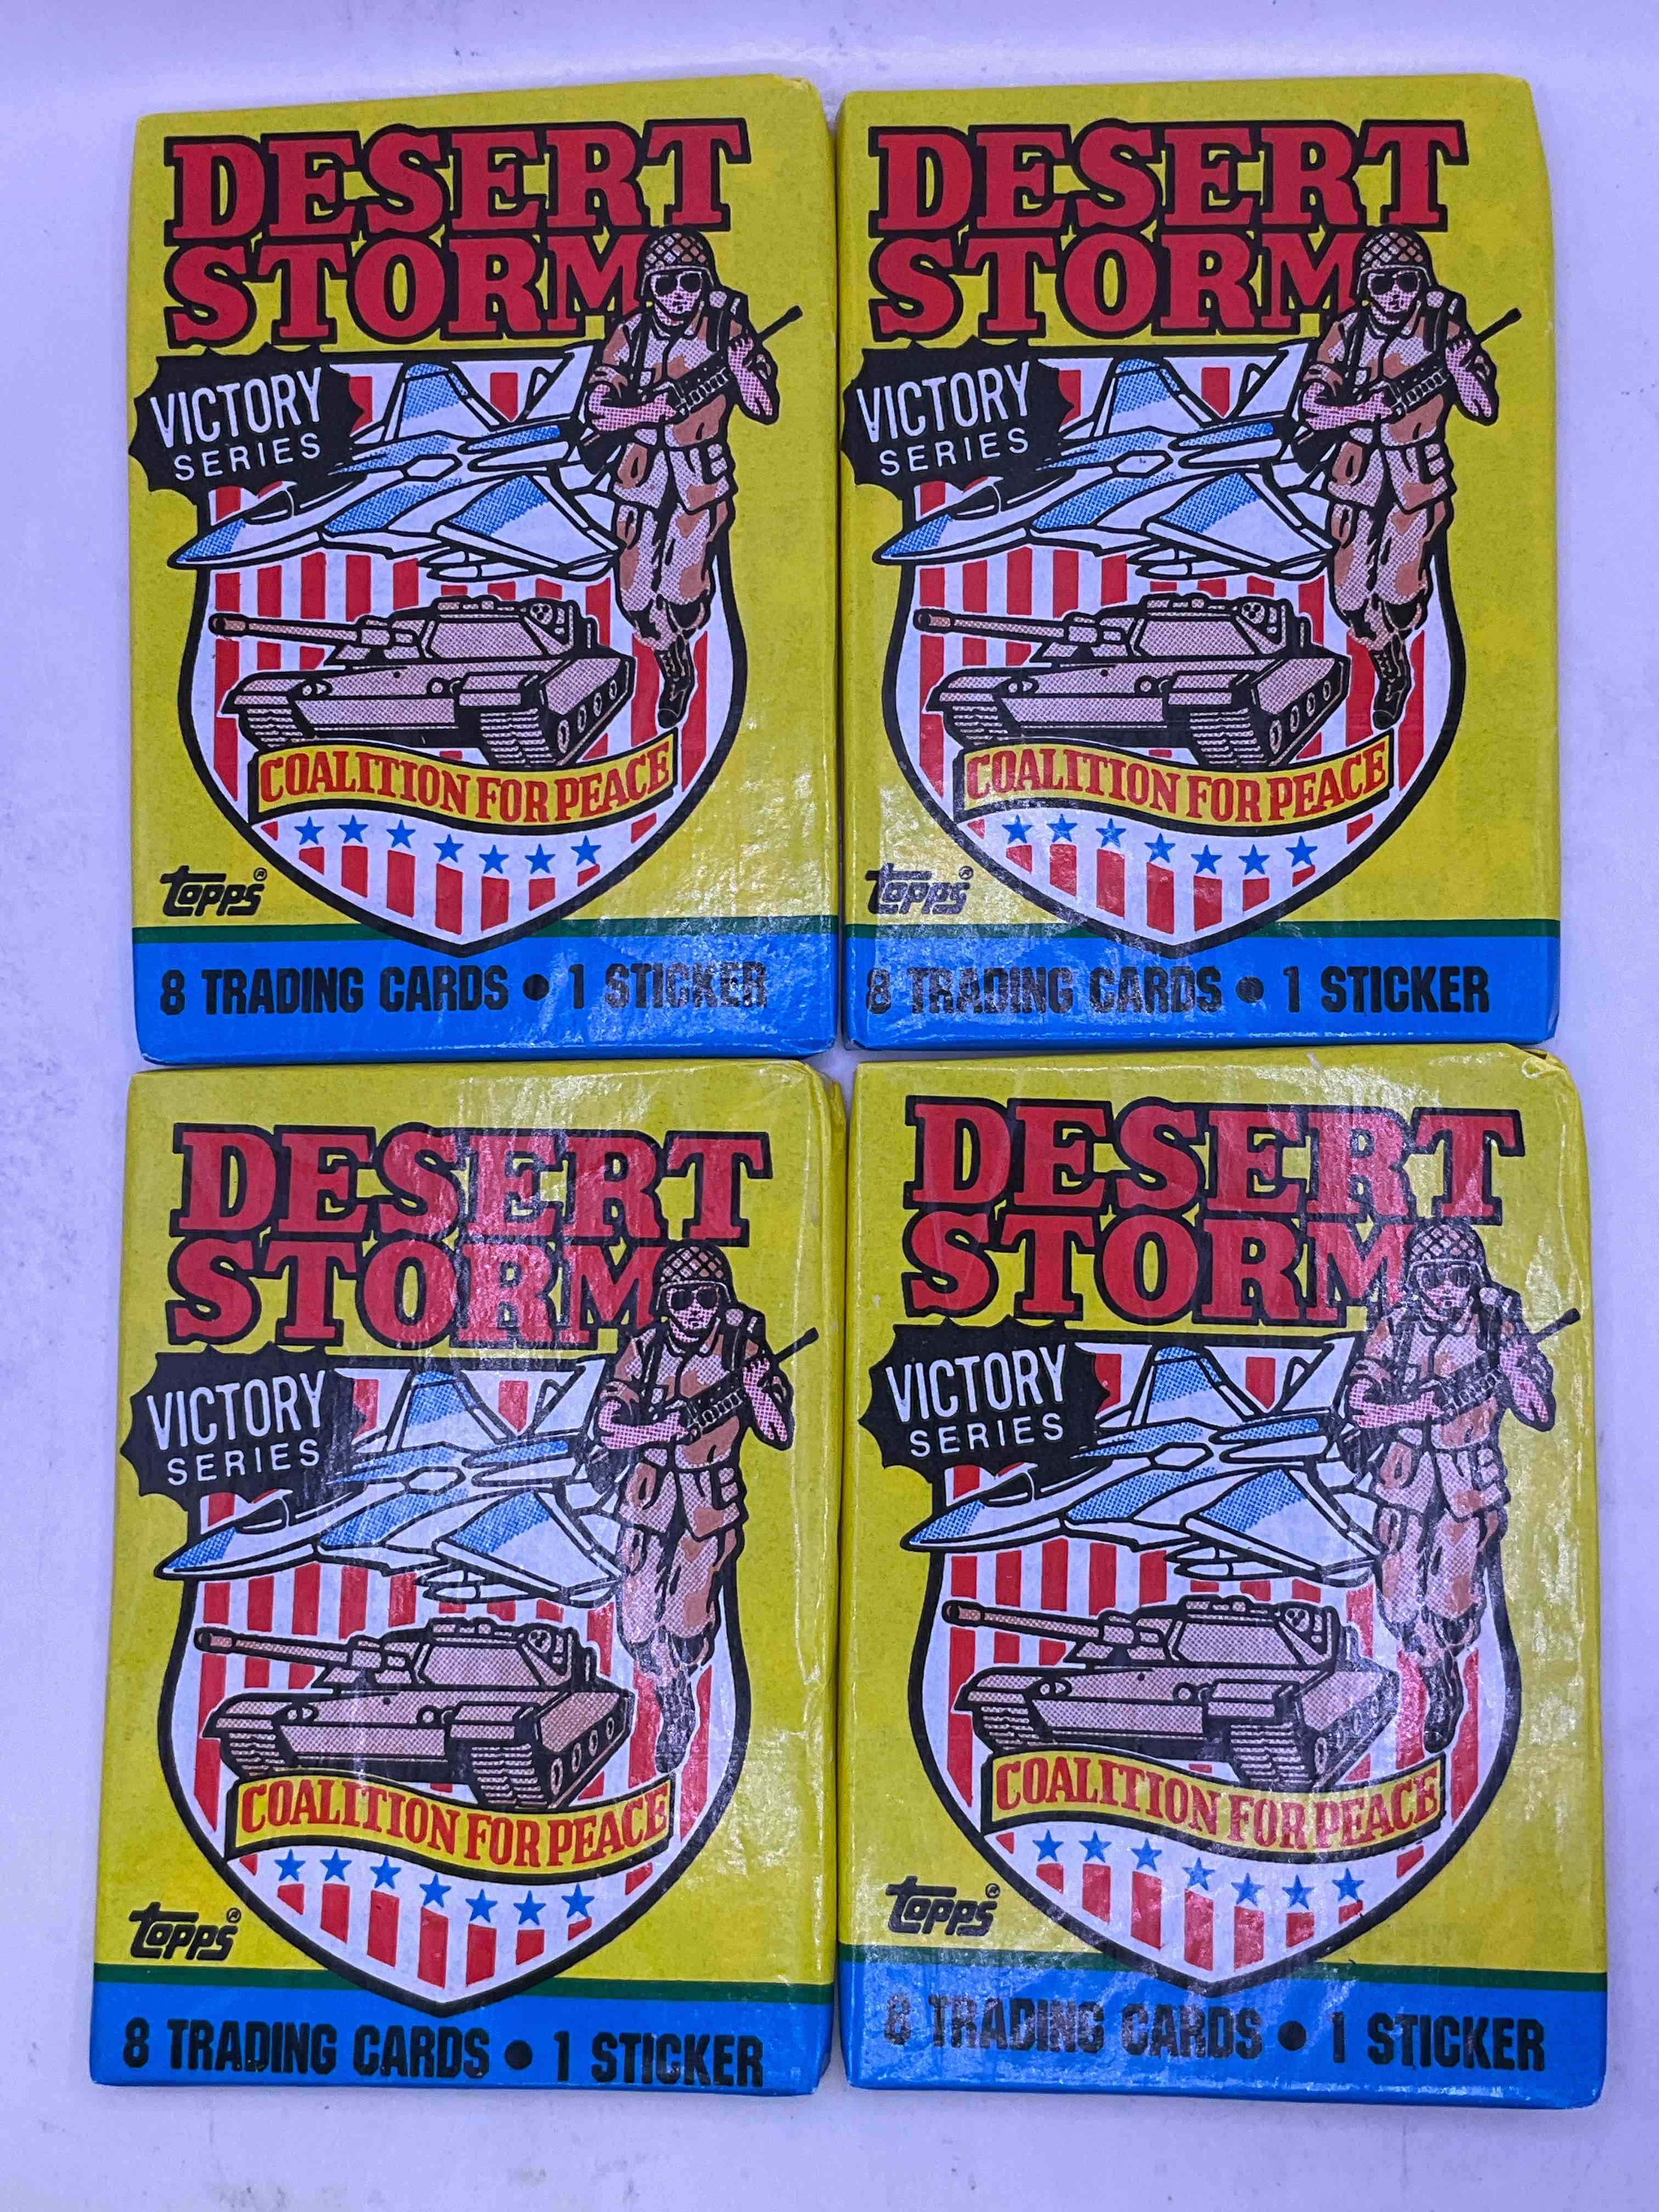 DESERT
STORM
VICTORY
SERIES
COALITION FOR PEACE
Topps®
8 TRADING CARDS • 1 STICKER
DESERT
STORM
VICTORY
SERIES
COALITION FOR PEACE
Topps®
8 TRADING CARDS • 1 STICKER
DESERT
STORM
VICTORY
SERIES
COALITION FOR PEACE
Topps®
8 TRADING CARDS • 1 STICKER
DESERT
STORM
VICTORY
SERIES
COALITION FOR PEACE
Topps®
8 TRADING CARDS • 1 STICKER